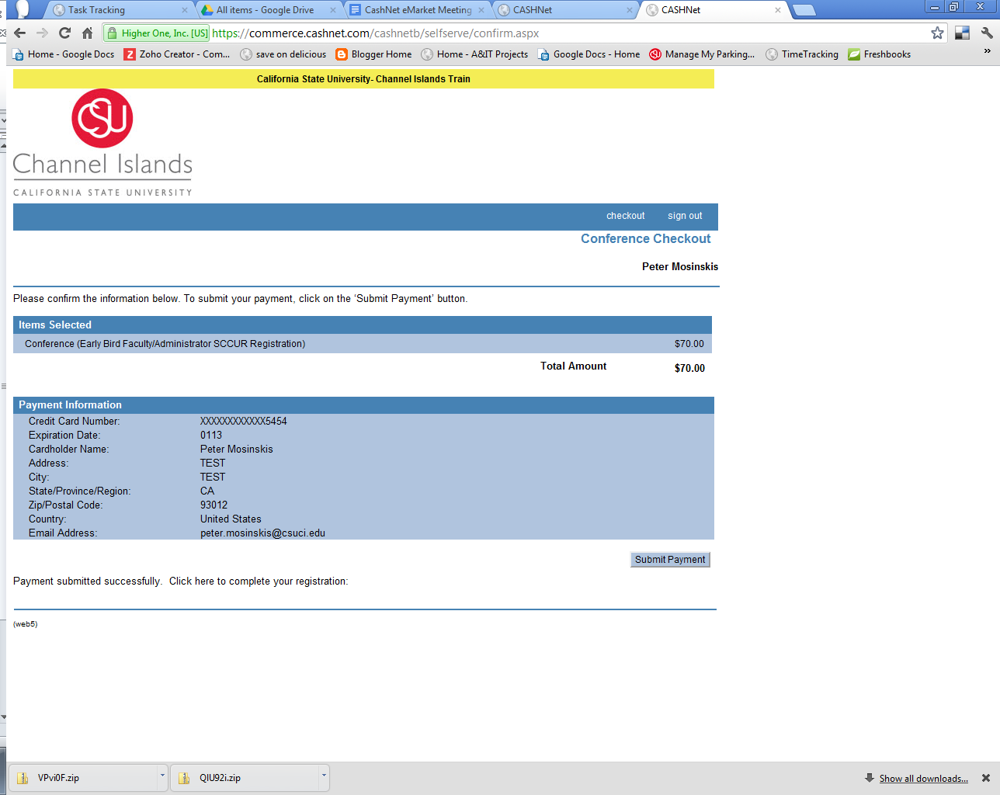 Task Tracking
All items - Google Drive
CashNet eMarket Meeting
CASHNet
CASHNet
Higher One, Inc. [US] https://commerce.cashnet.com/cashnetb/selfserve/confirm.aspx
Home - Google Docs
Zoho Creator - Com...
save on delicious
Blogger Home
Home - A&IT Projects
Google Docs - Home
Manage My Parking...
TimeTracking
Freshbooks
»
California State University- Channel Islands Train
CSU
Channel Islands
CALIFORNIA STATE UNIVERSITY
checkout sign out
Conference Checkout
Peter Mosinskis
Please confirm the information below. To submit your payment, click on the ‘Submit Payment’ button.
Items Selected
Conference (Early Bird Faculty/Administrator SCCUR Registration) $70.00
Total Amount $70.00
Payment Information
Credit Card Number: XXXXXXXXXXXX5454
Expiration Date: 0113
Cardholder Name: Peter Mosinskis
Address: TEST
City: TEST
State/Province/Region: CA
Zip/Postal Code: 93012
Country: United States
Email Address: peter.mosinskis@csuci.edu
Submit Payment
Payment submitted successfully.  Click here to complete your registration:
(web5)
VPvi0F.zip
QIU92i.zip
Show all downloads...